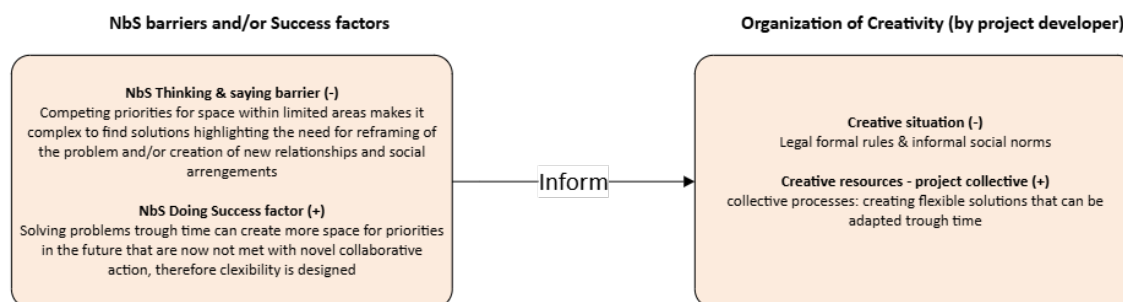 NbS barriers and/or Success factors
Organization of Creativity (by project developer)
NbS Thinking & saying barrier (-)
Competing priorities for space within limited areas makes it
complex to find solutions highlighting the need for reframing of
the problem and/or creation of new relationships and social
arrangements
NbS Doing Success factor (+)
Solving problems trough time can create more space for priorities
in the future that are now not met with novel collaborative
action, therefore clexibility is designed
Inform
Creative situation (-)
Legal formal rules & informal social norms
Creative resources - project collective (+)
collective processes: creating flexible solutions that can be
adapted trough time